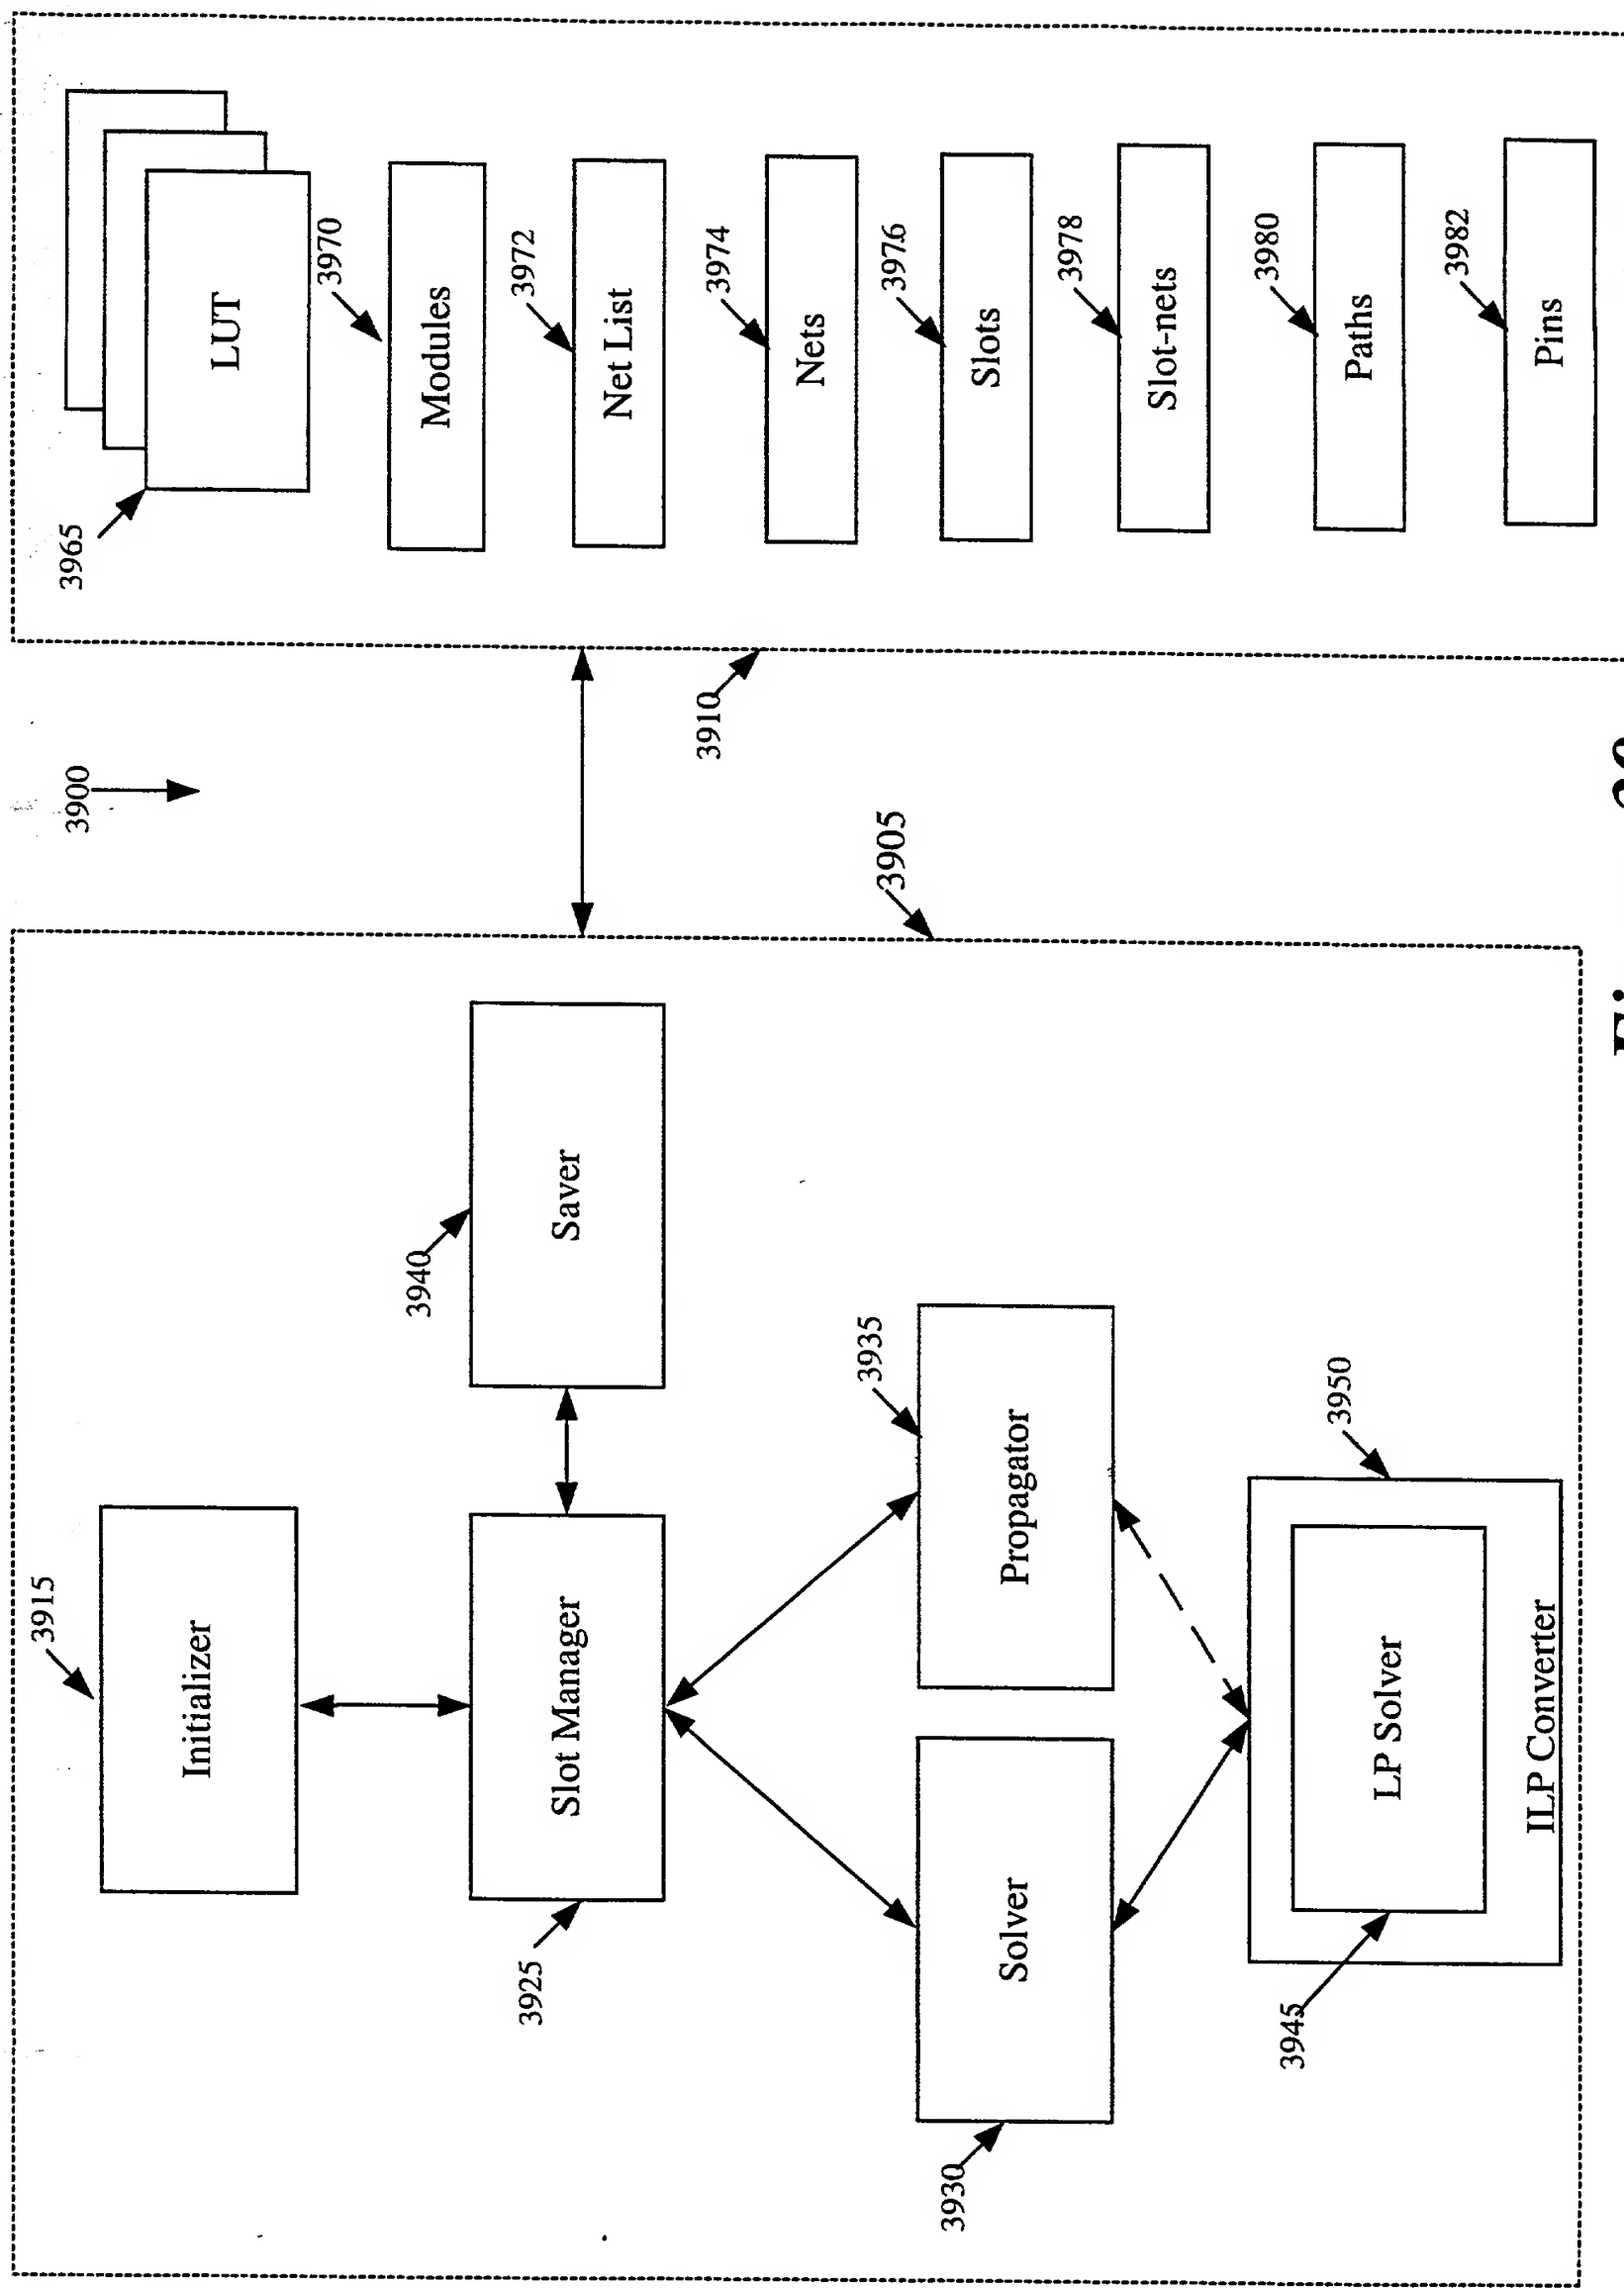 3900
3915
Initializer
3925
Slot Manager
3940
Saver
3930
Solver
3935
Propagator
3945
LP Solver
3950
ILP Converter
3905
3910
3965
LUT
3970
Modules
3972
Net List
3974
Nets
3976
Slots
3978
Slot-nets
3980
Paths
3982
Pins